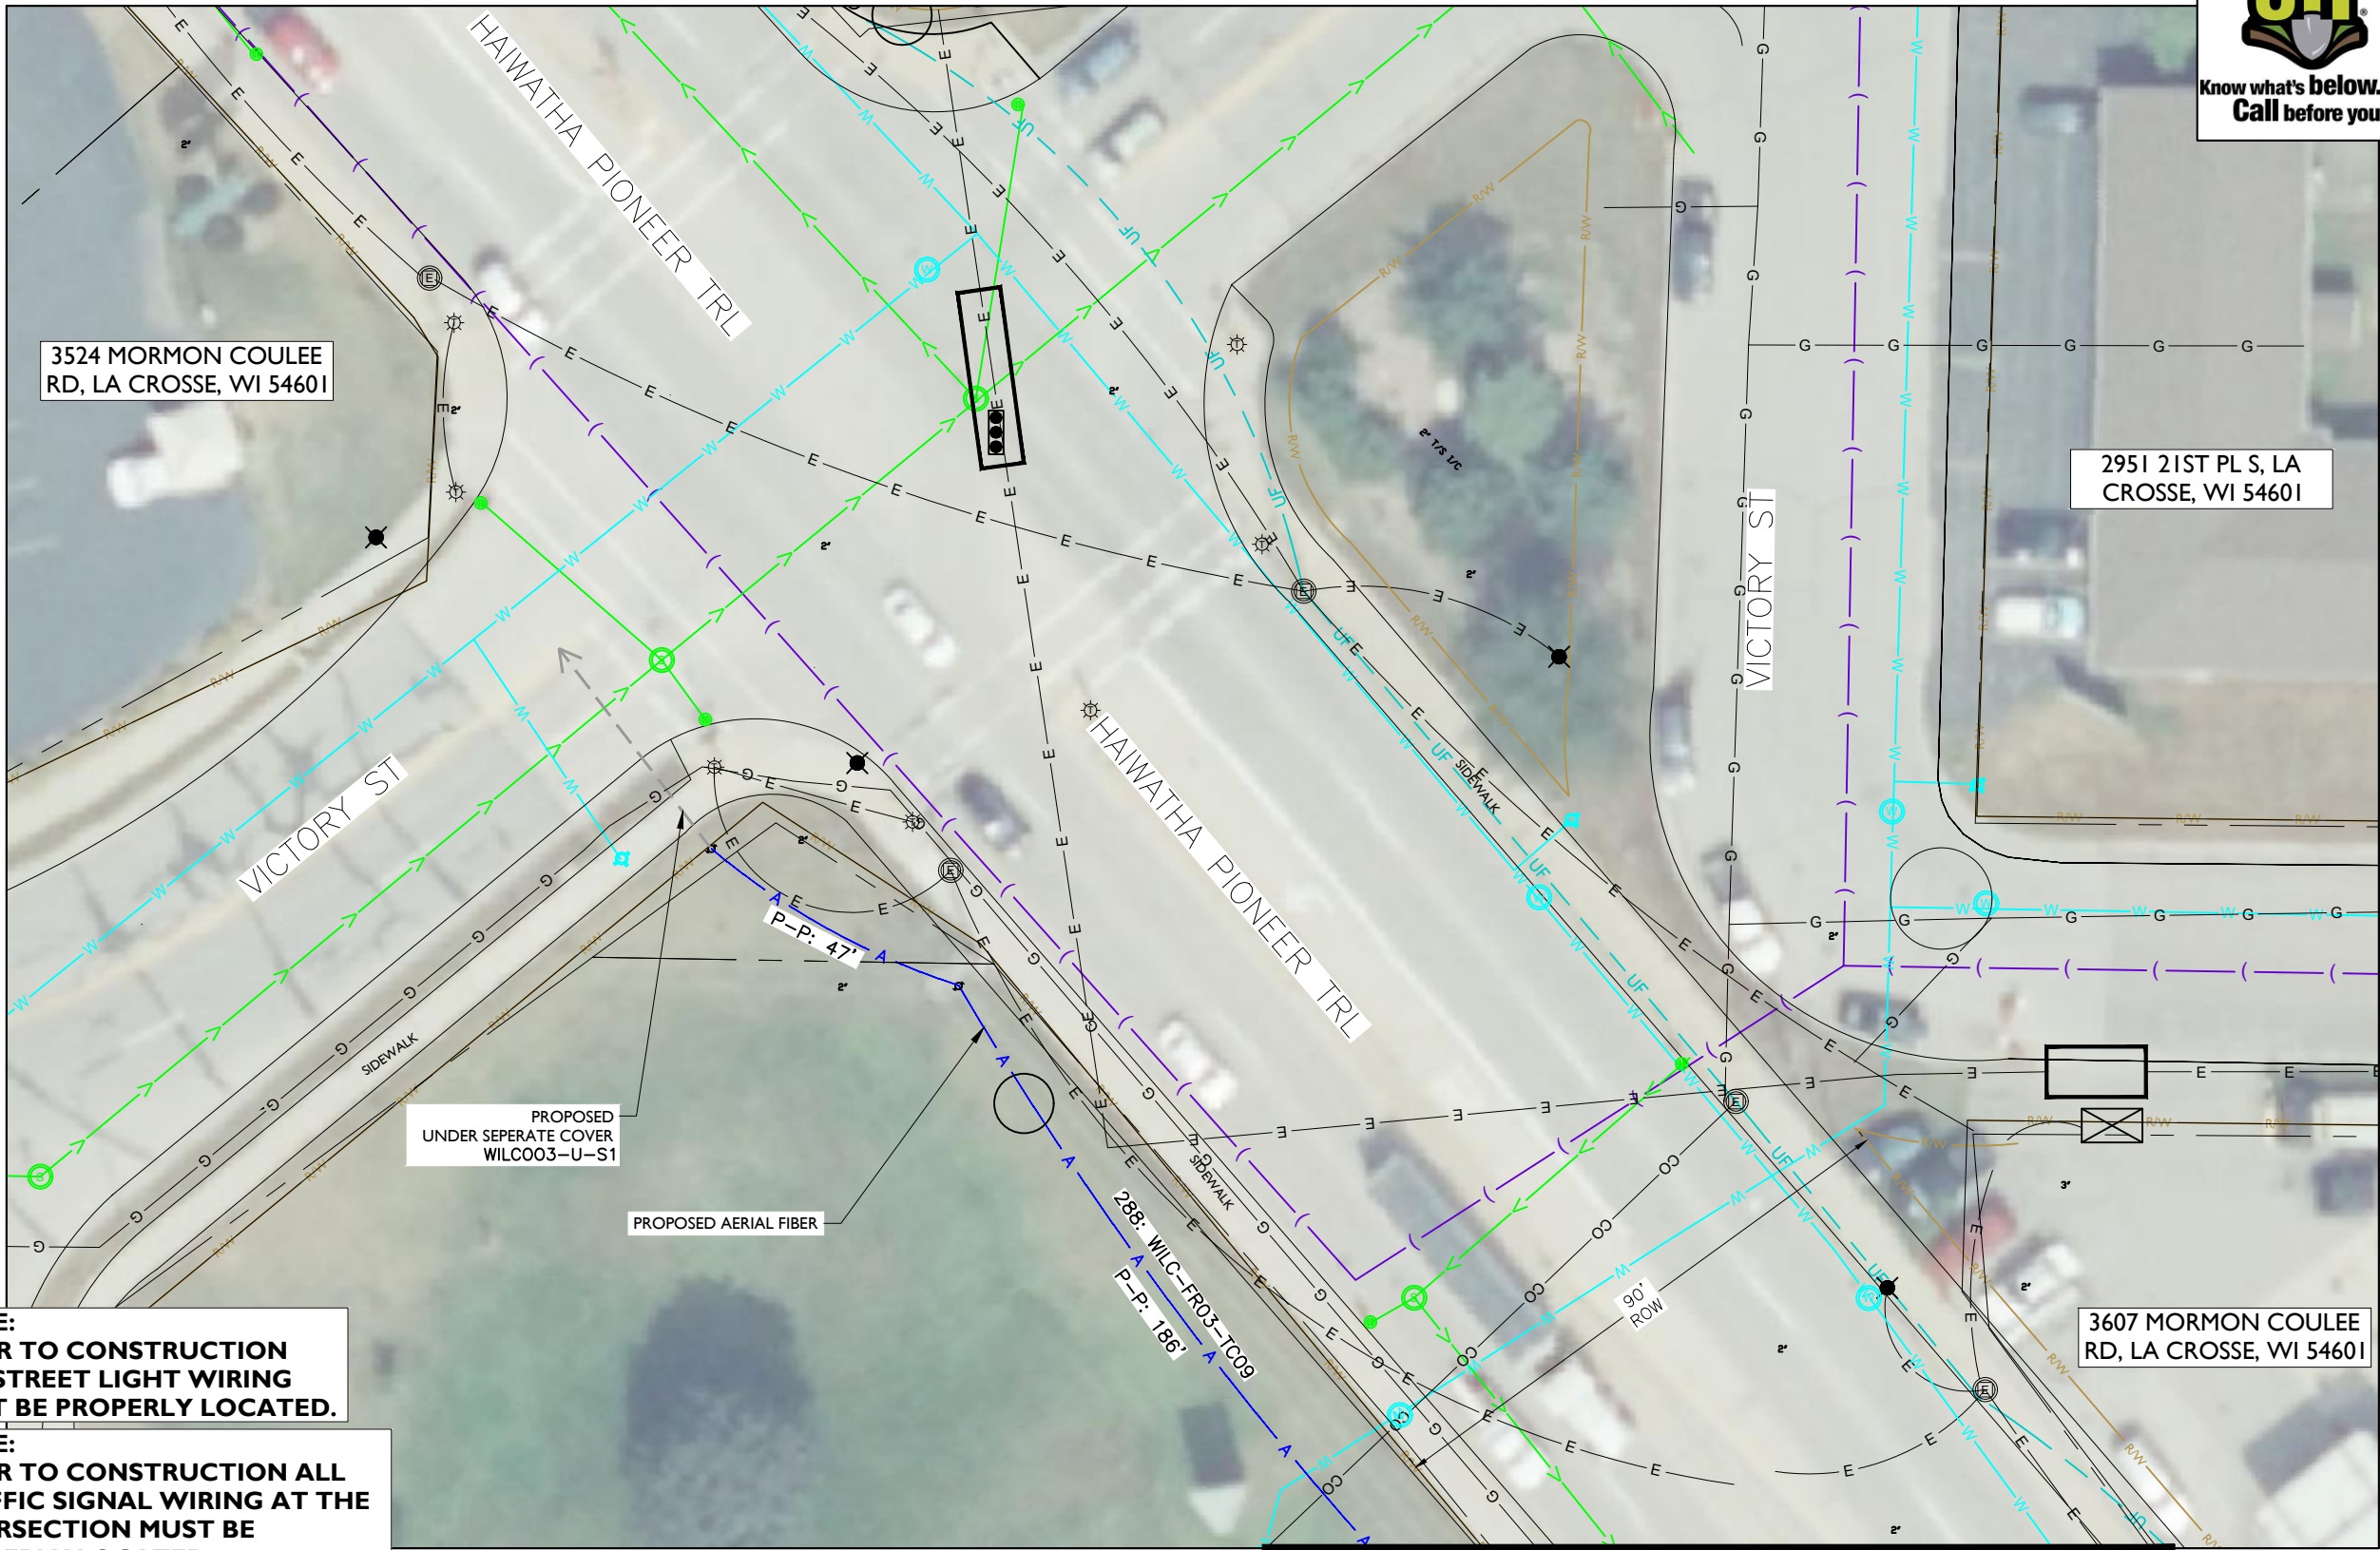 Know what's below.
Call before you
HAIWATHA PIONEER TRL
3524 MORMON COULEE
RD, LA CROSSE, WI 54601
2951 21ST PL S, LA
CROSSE, WI 54601
2" T/S I/C
VICTORY ST
VICTORY ST
HAIWATHA PIONEER TRL
SIDEWALK
P-P: 47'
SIDEWALK
PROPOSED
UNDER SEPERATE COVER
WILC003-U-S1
PROPOSED AERIAL FIBER
SIDEWALK
288: WILC-FR03-TC09
P-P: 186'
90'
ROW
3607 MORMON COULEE
RD, LA CROSSE, WI 54601
E:
R TO CONSTRUCTION
STREET LIGHT WIRING
T BE PROPERLY LOCATED.
E:
R TO CONSTRUCTION ALL
FFIC SIGNAL WIRING AT THE
RSECTION MUST BE